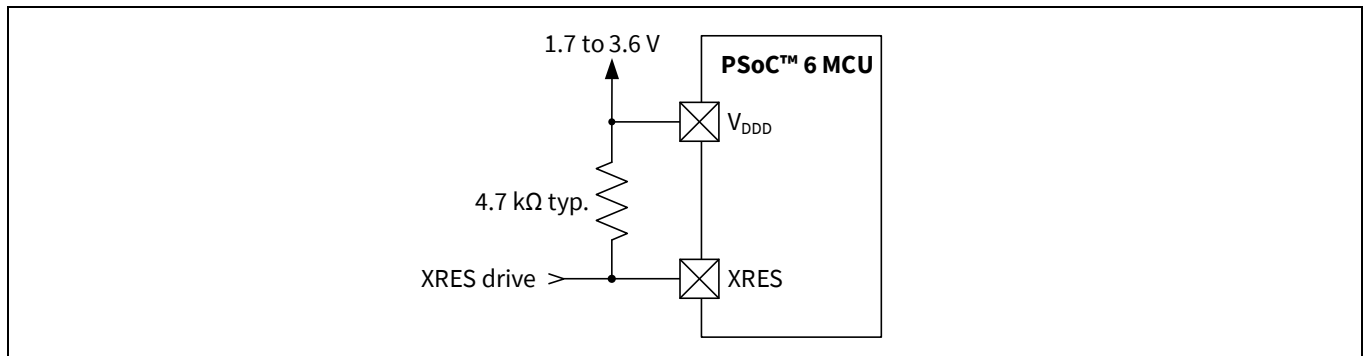 1.7 to 3.6 V
PSoC™ 6 MCU
VDDD
4.7 kΩ typ.
XRES drive
XRES